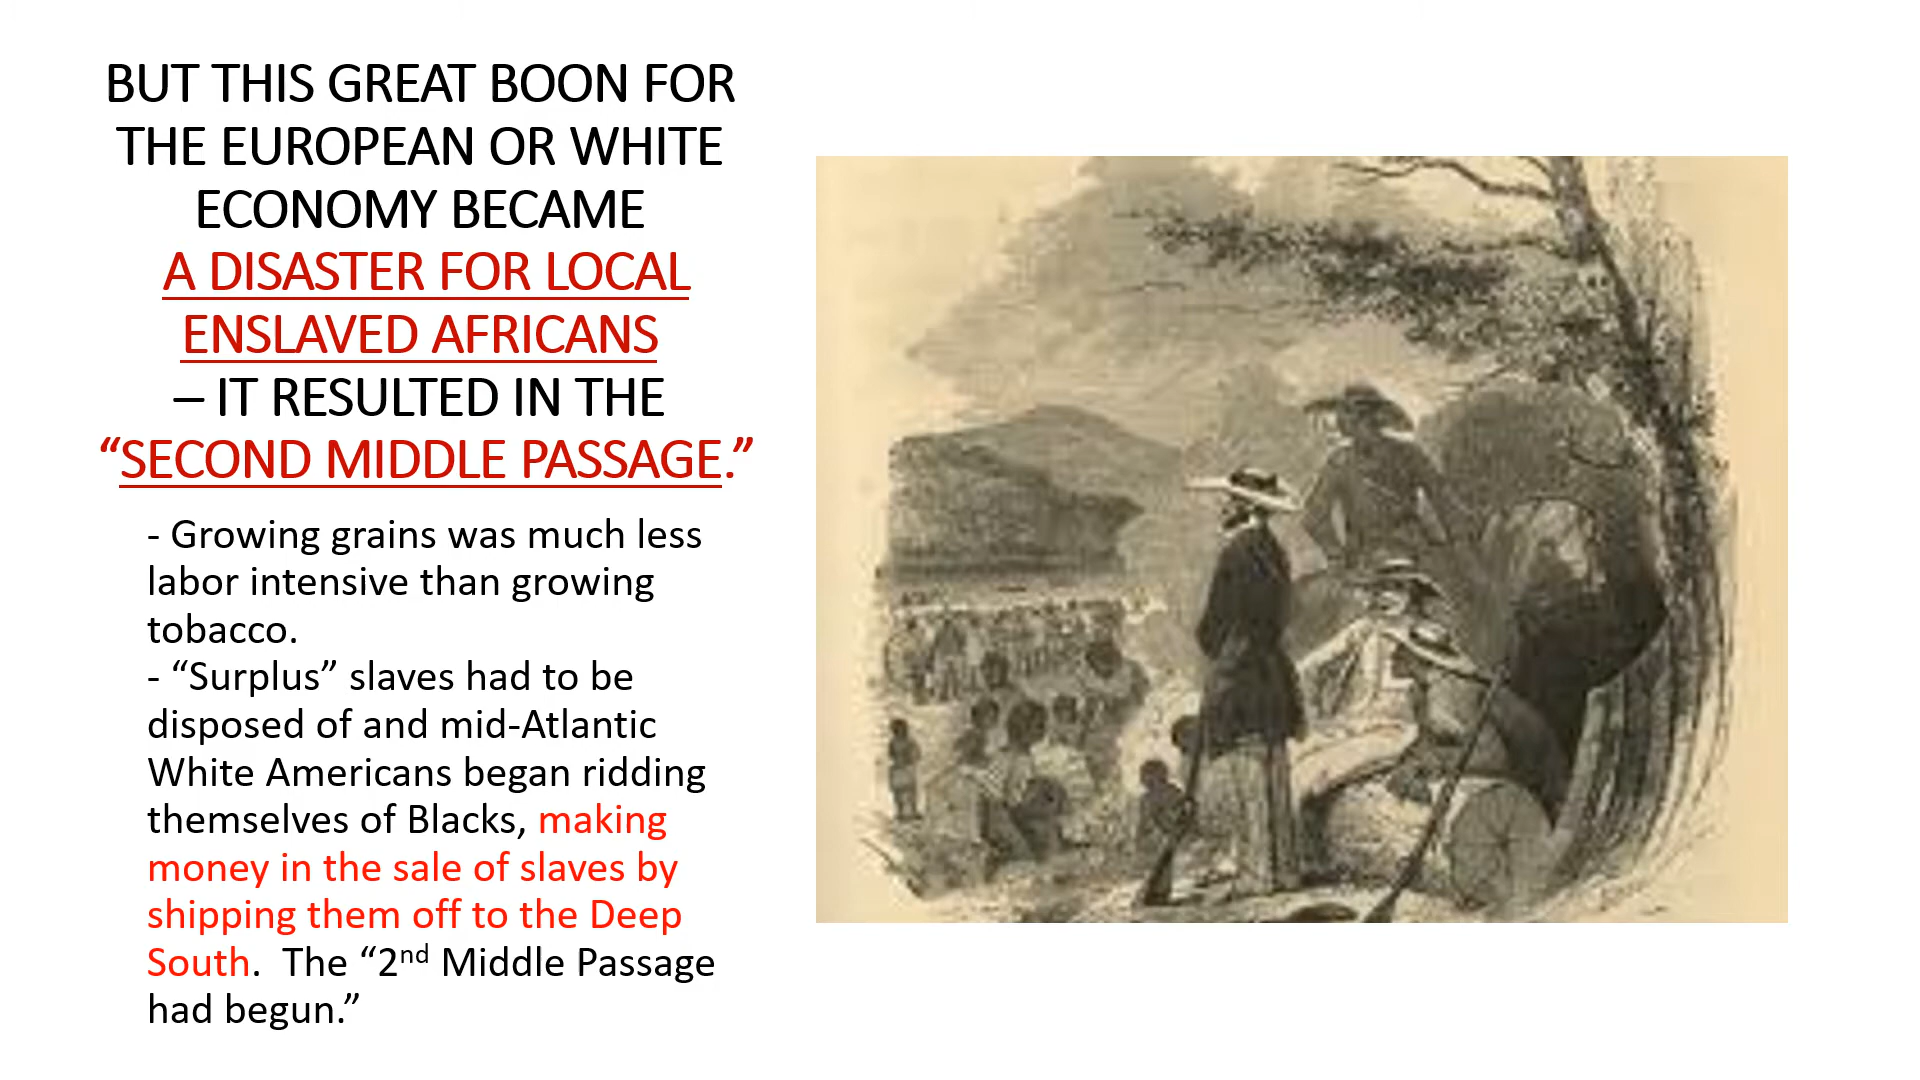 BUT THIS GREAT BOON FOR
THE EUROPEAN OR WHITE
ECONOMY BECAME
A DISASTER FOR LOCAL
ENSLAVED AFRICANS
– IT RESULTED IN THE
“SECOND MIDDLE PASSAGE.”
- Growing grains was much less
labor intensive than growing
tobacco.
- “Surplus” slaves had to be
disposed of and mid-Atlantic
White Americans began ridding
themselves of Blacks, making
money in the sale of slaves by
shipping them off to the Deep
South.  The “2nd Middle Passage
had begun.”